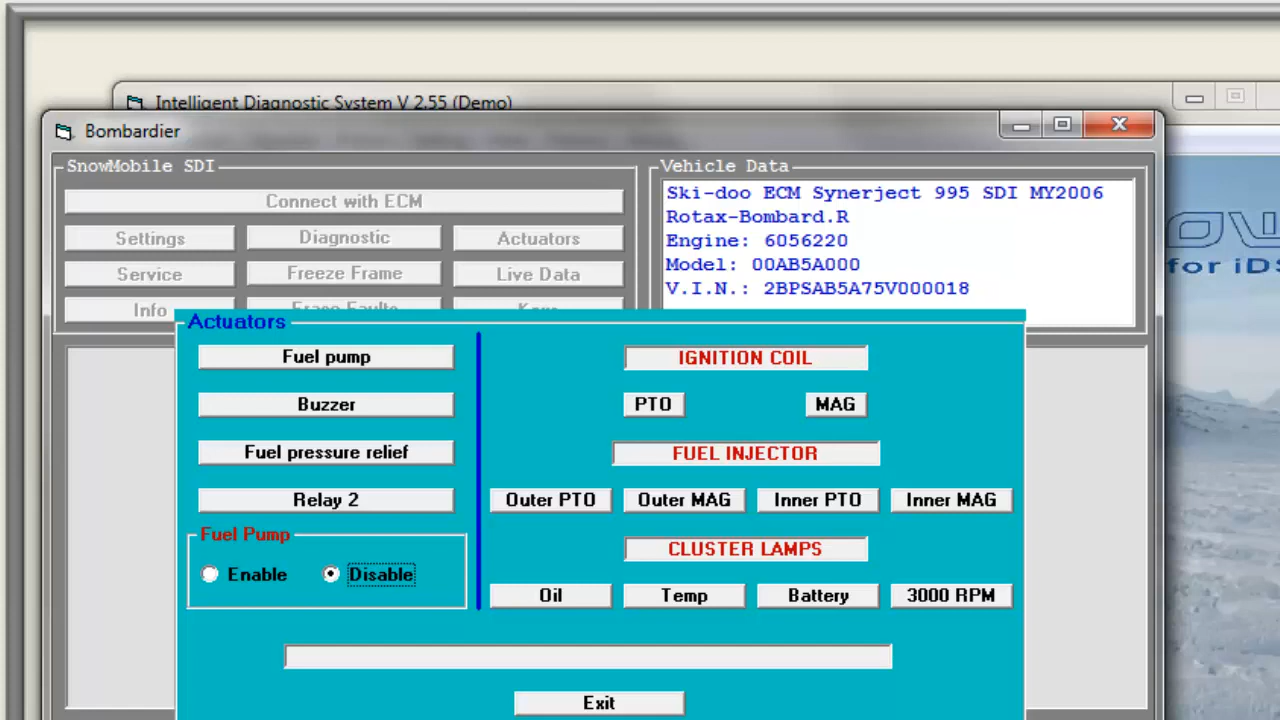 Intelligent Diagnostic System V 2.55 (Demo)
Bombardier
SnowMobile SDI
Connect with ECM
Settings
Diagnostic
Actuators
Service
Freeze Frame
Live Data
Info
Erase Faults
Keys
Vehicle Data
Ski-doo ECM Synerject 995 SDI MY2006
Rotax-Bombard.R
Engine: 6056220
Model: 00AB5A000
V.I.N.: 2BPSAB5A75V000018
for iDS
Actuators
Fuel pump
Buzzer
Fuel pressure relief
Relay 2
Fuel Pump
Enable
Disable
IGNITION COIL
PTO
MAG
FUEL INJECTOR
Outer PTO
Outer MAG
Inner PTO
Inner MAG
CLUSTER LAMPS
Oil
Temp
Battery
3000 RPM
Exit